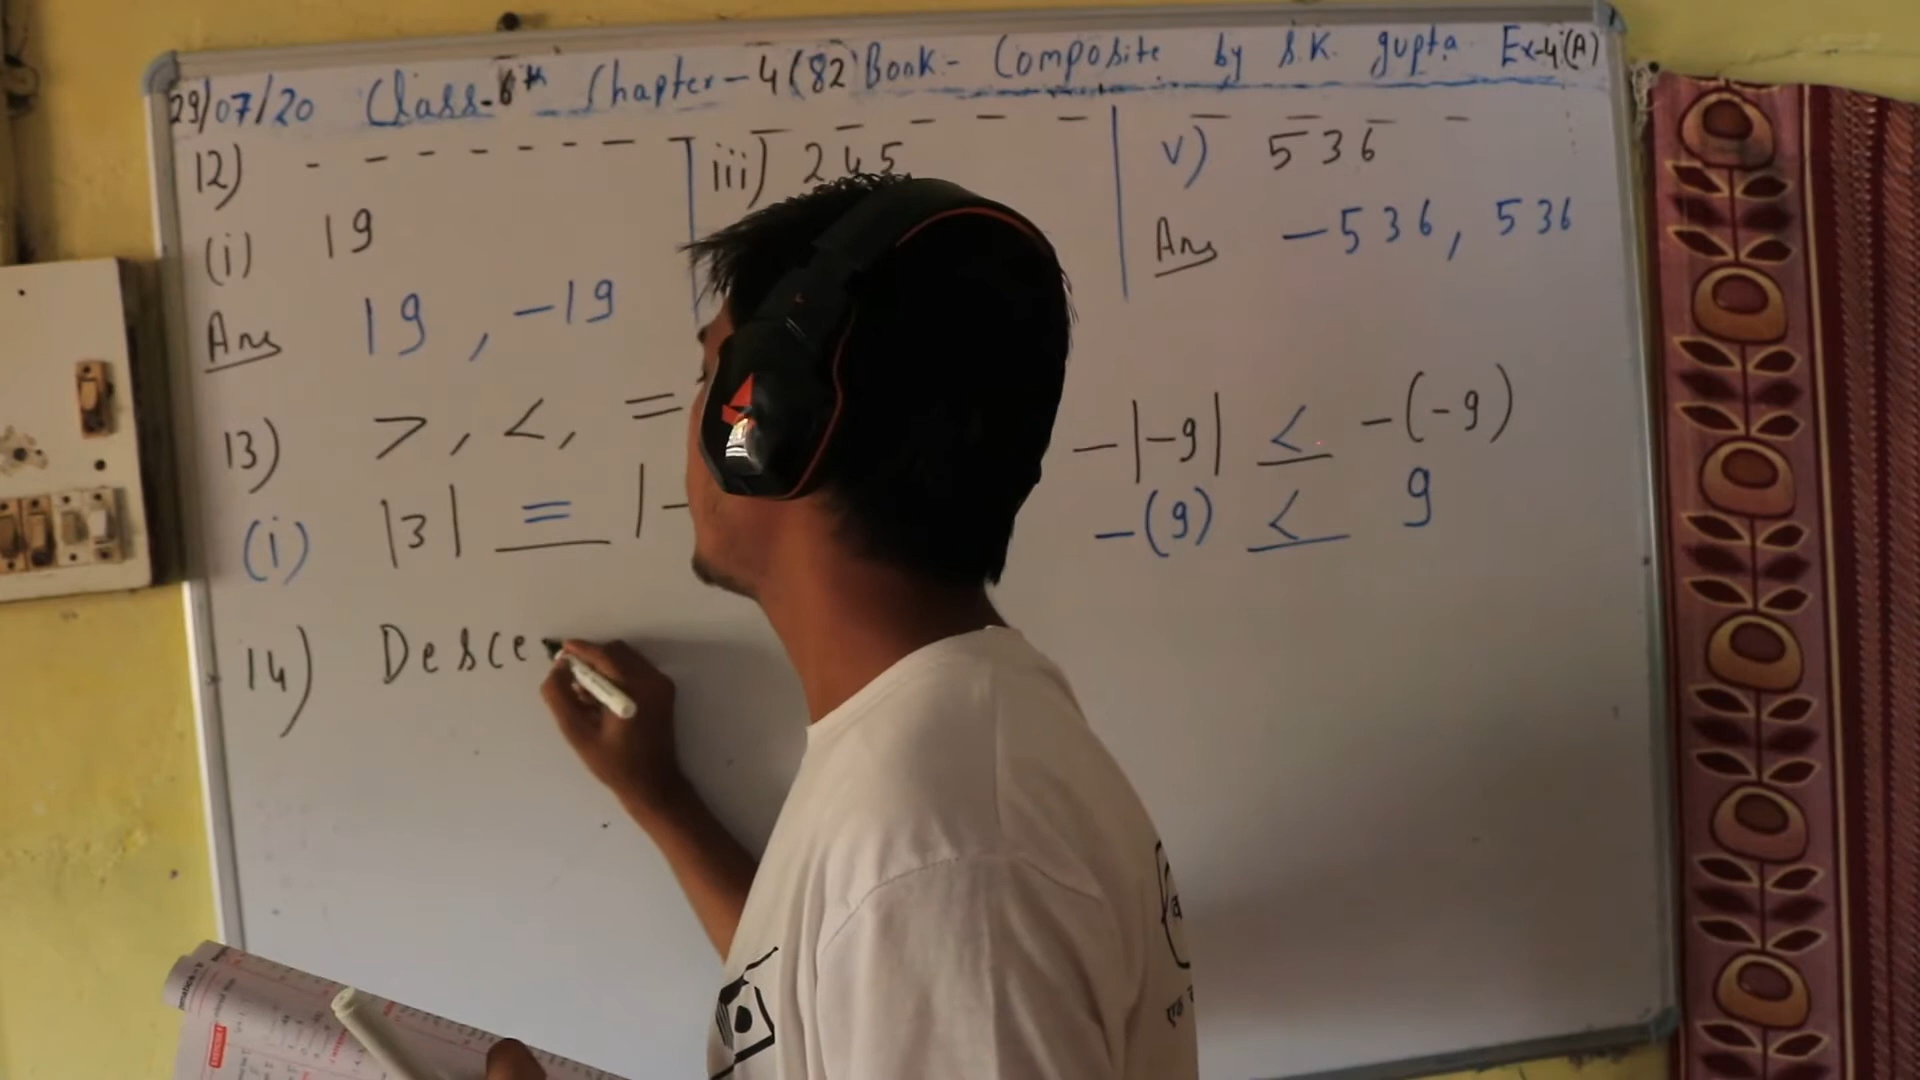 29/07/20 Class-6th Chapter-4(82) Book- Composite by S.K. gupta Ex-4(A)
12)
(i) 19
Ans 19, -19
iii) 245
v) 536
Ans -536, 536
13) >, <, =
(i) |3| = |-
-|-9| < -(-9)
-(9) < 9
14) Desce